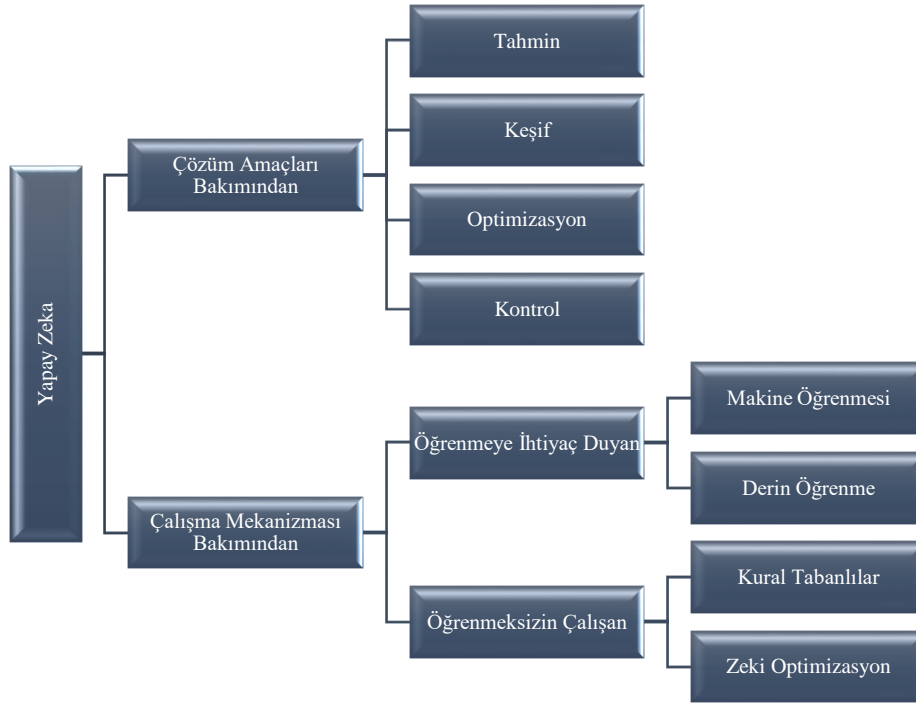 Yapay Zeka
Çözüm Amaçları
Bakımından
Tahmin
Keşif
Optimizasyon
Kontrol
Çalışma Mekanizması
Bakımından
Öğrenmeye İhtiyaç Duyan
Makine Öğrenmesi
Derin Öğrenme
Öğrenmeksizin Çalışan
Kural Tabanlılar
Zeki Optimizasyon